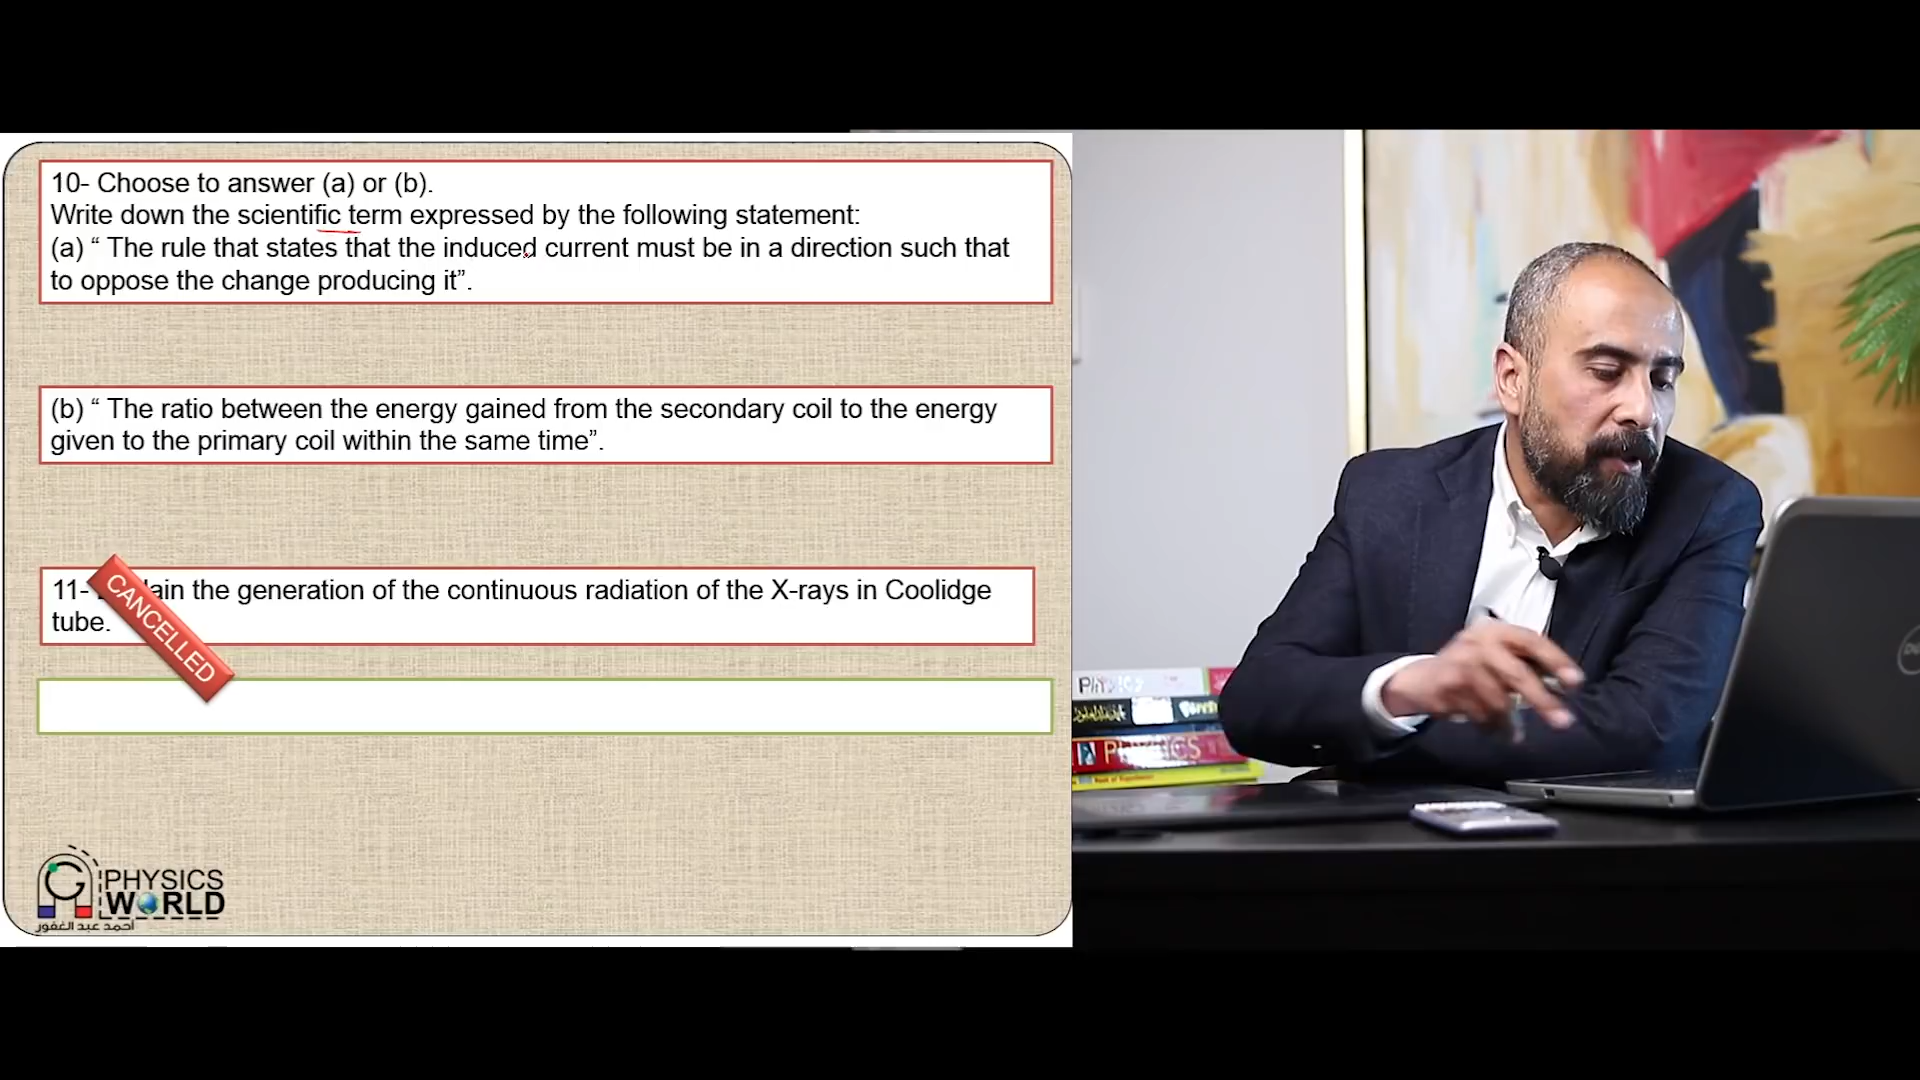 10- Choose to answer (a) or (b).
Write down the scientific term expressed by the following statement:
(a) “ The rule that states that the induced current must be in a direction such that
to oppose the change producing it”.
(b) “ The ratio between the energy gained from the secondary coil to the energy
given to the primary coil within the same time”.
11- ain the generation of the continuous radiation of the X-rays in Coolidge
tube.
CANCELLED
PHYSICS
WORLD
أحمد عبد الغفور
Physics
PHYSICS